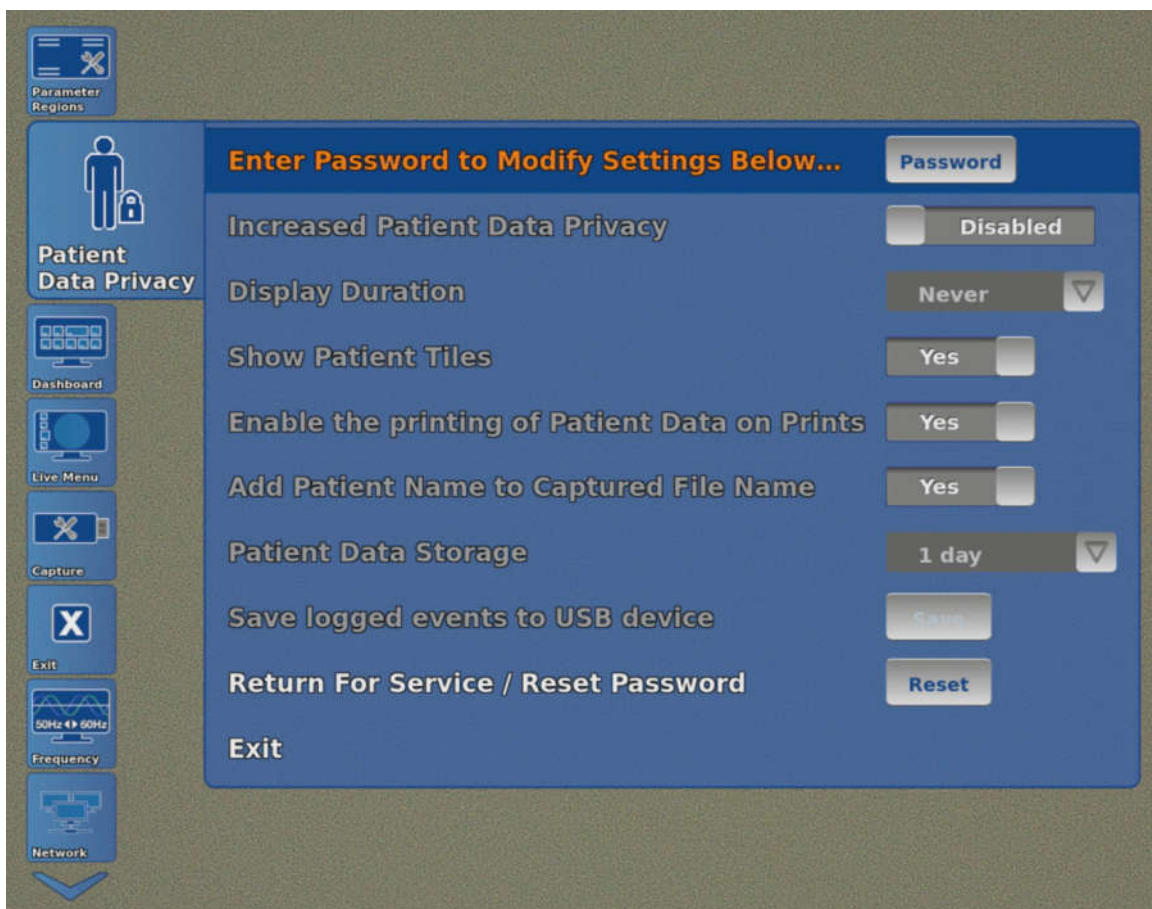 Parameter
Regions
Patient
Data Privacy
Enter Password to Modify Settings Below... Password
Increased Patient Data Privacy Disabled
Display Duration Never
Show Patient Tiles Yes
Enable the printing of Patient Data on Prints Yes
Add Patient Name to Captured File Name Yes
Patient Data Storage 1 day
Save logged events to USB device Save
Return For Service / Reset Password Reset
Exit
Dashboard
Live Menu
Capture
X
Exit
50Hz 60Hz
Frequency
Network